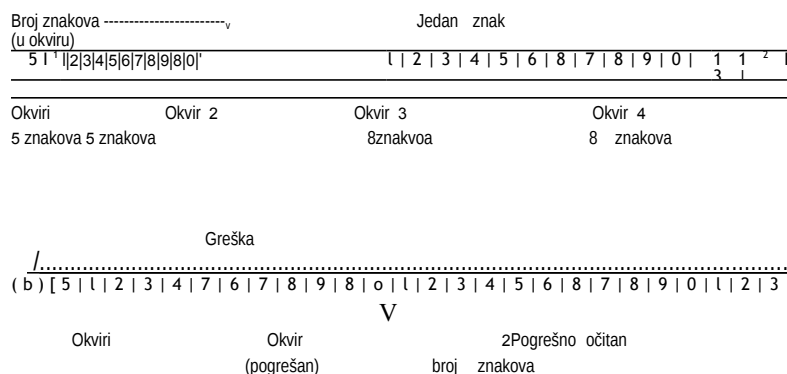 Broj znakova ------------------------v Jedan znak
(u okviru)
5 I 1 l|2|3|4|5|6|7|8|9|8|0|' l | 2 | 3 | 4 | 5 | 6 | 8 | 7 | 8 | 9 | 0 | 1 1 2 l
3 |
Okviri Okvir 2 Okvir 3 Okvir 4
5 znakova 5 znakova 8znakvoa 8 znakova
Greška
/...............................................................................................................
( b ) [ 5 | l | 2 | 3 | 4 | 7 | 6 | 7 | 8 | 9 | 8 | o | l | 2 | 3 | 4 | 5 | 6 | 8 | 7 | 8 | 9 | 0 | l | 2 | 3
V
Okviri Okvir 2Pogrešno očitan
(pogrešan) broj znakova